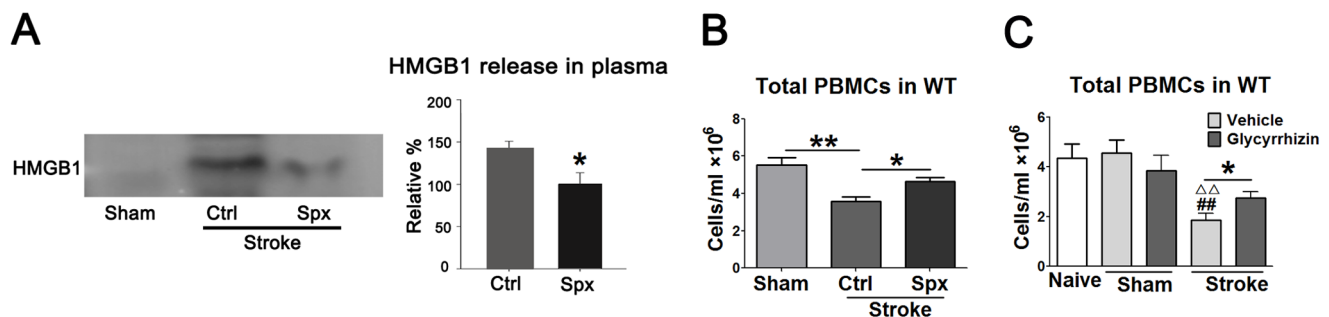 A
HMGB1
Sham
Ctrl
Spx
Stroke
HMGB1 release in plasma
Relative %
200
150
100
50
0
*
Ctrl
Spx
B
Total PBMCs in WT
Cells/ml ×10⁶
8
6
4
2
0
**
*
Sham
Ctrl
Spx
Stroke
C
Total PBMCs in WT
Cells/ml ×10⁶
6
4
2
0
Vehicle
Glycyrrhizin
*
△△
##
Naive
Sham
Stroke